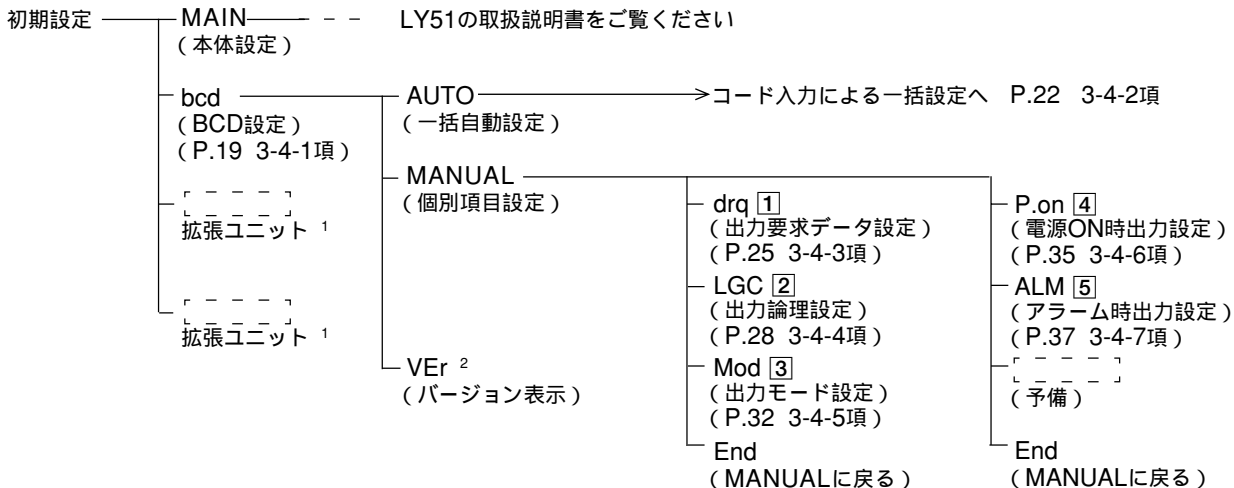 初期設定
MAIN
(本体設定)
LY51の取扱説明書をご覧ください
bcd
(BCD設定)
(P.19 3-4-1項)
拡張ユニット 1
拡張ユニット 1
AUTO
(一括自動設定)
コード入力による一括設定へ P.22 3-4-2項
MANUAL
(個別項目設定)
VEr 2
(バージョン表示)
drq 1
(出力要求データ設定)
(P.25 3-4-3項)
LGC 2
(出力論理設定)
(P.28 3-4-4項)
Mod 3
(出力モード設定)
(P.32 3-4-5項)
End
(MANUALに戻る)
P.on 4
(電源ON時出力設定)
(P.35 3-4-6項)
ALM 5
(アラーム時出力設定)
(P.37 3-4-7項)
(予備)
End
(MANUALに戻る)